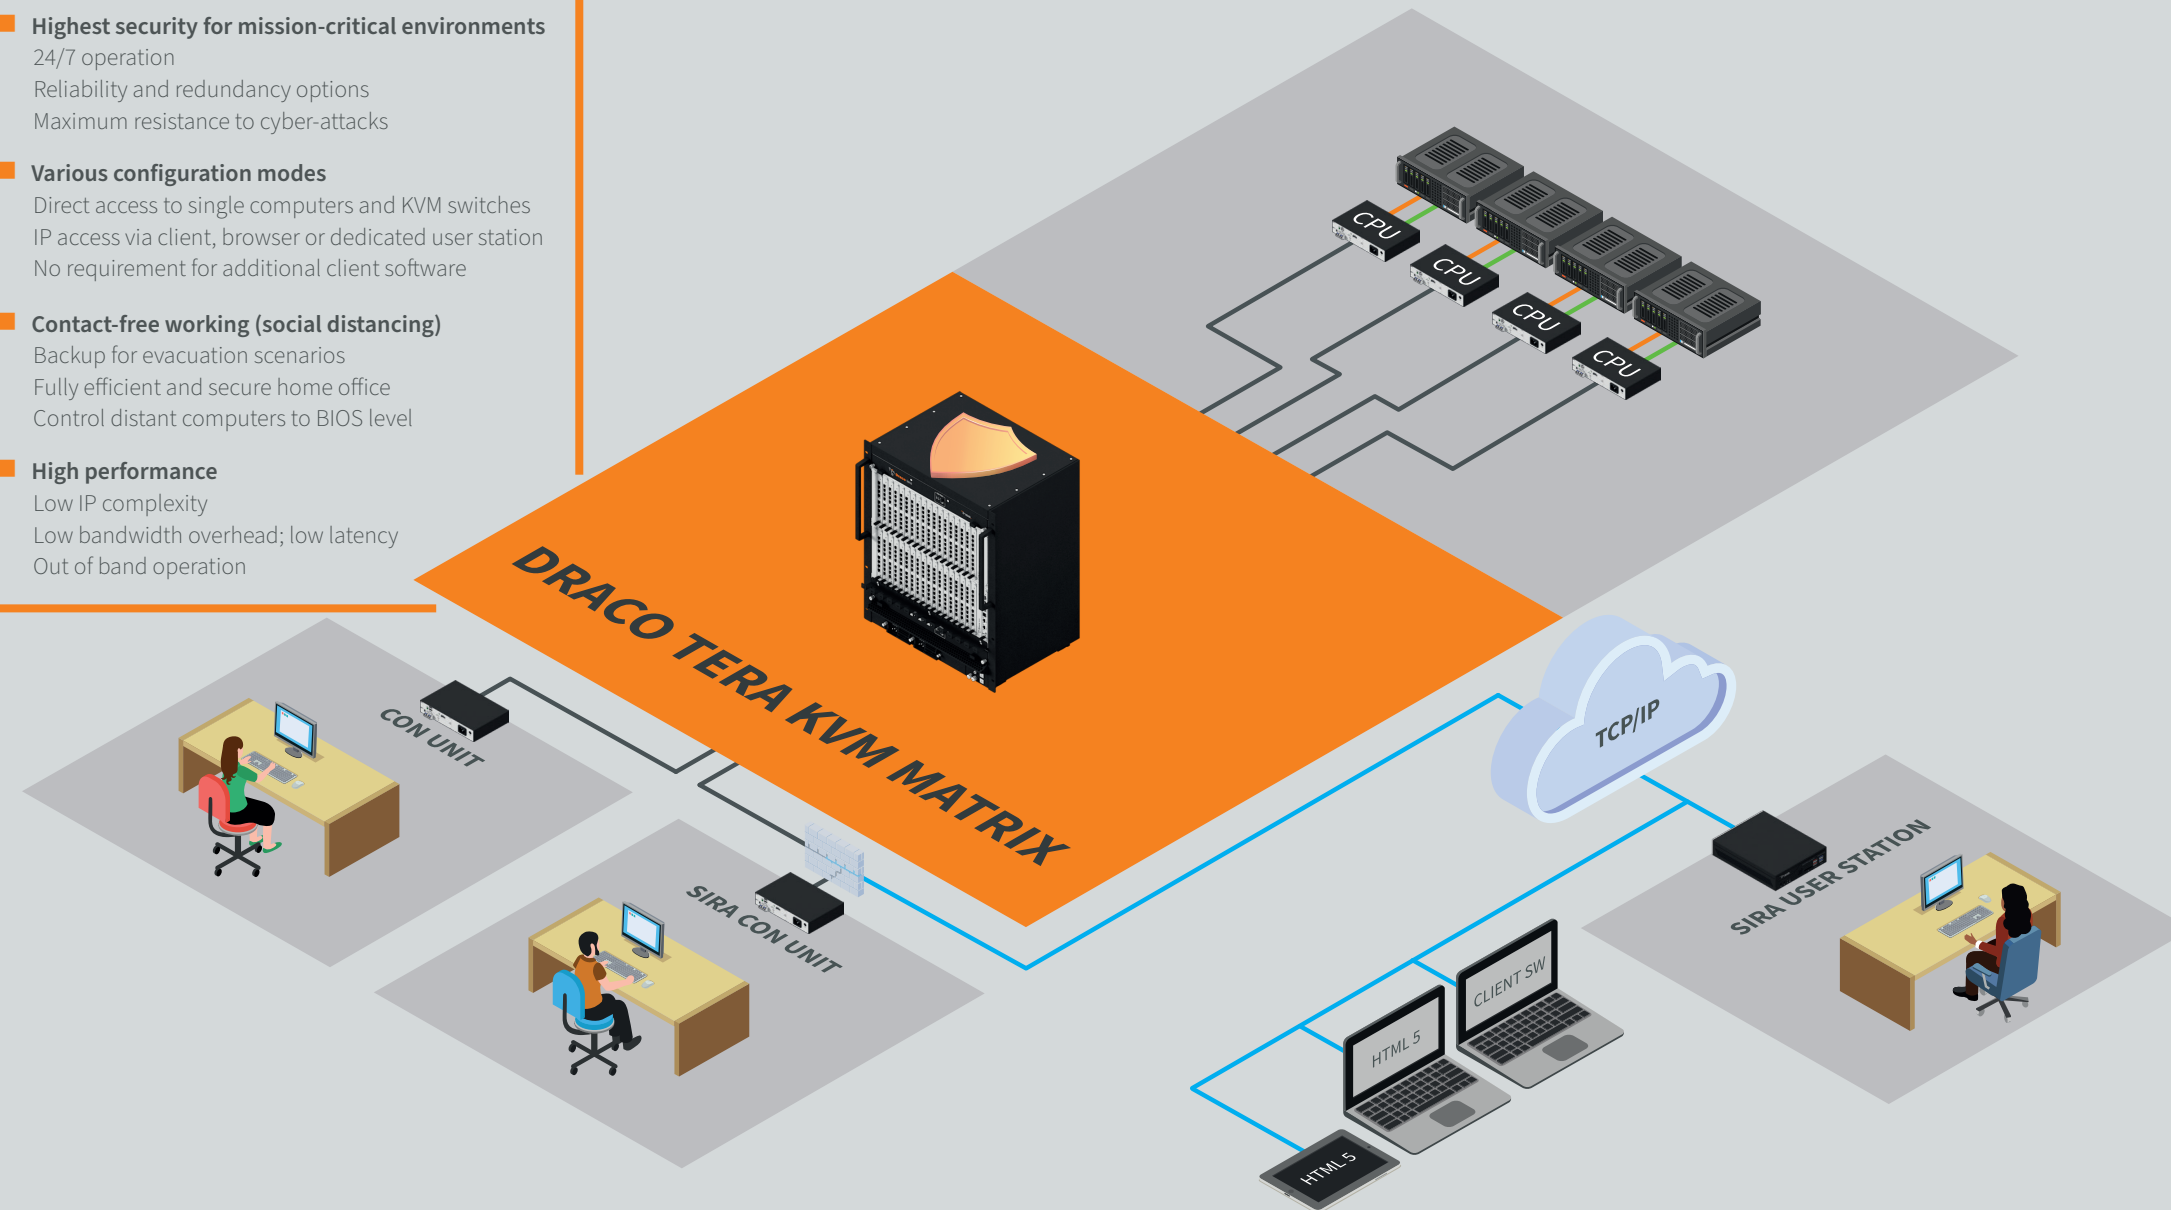 Highest security for mission-critical environments
24/7 operation
Reliability and redundancy options
Maximum resistance to cyber-attacks
Various configuration modes
Direct access to single computers and KVM switches
IP access via client, browser or dedicated user station
No requirement for additional client software
Contact-free working (social distancing)
Backup for evacuation scenarios
Fully efficient and secure home office
Control distant computers to BIOS level
High performance
Low IP complexity
Low bandwidth overhead; low latency
Out of band operation
CPU
CPU
CPU
CPU
DRACO TERA KVM MATRIX
CON UNIT
SIRA CON UNIT
TCP/IP
SIRA USER STATION
CLIENT SW
HTML 5
HTML 5